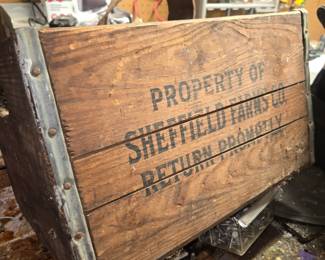 PROPERTY OF
SHEFFIELD FARMS CO.
RETURN PROMPTLY